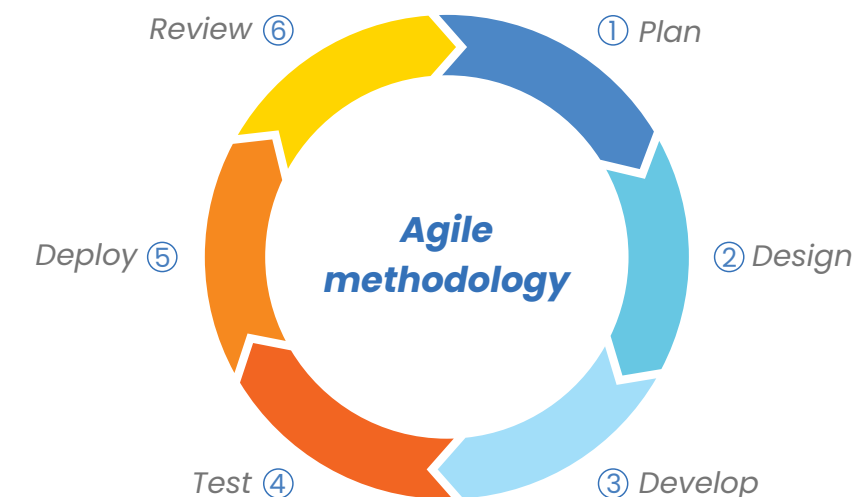 Review ⑥
① Plan
Agile
methodology
Deploy ⑤
② Design
Test ④
③ Develop